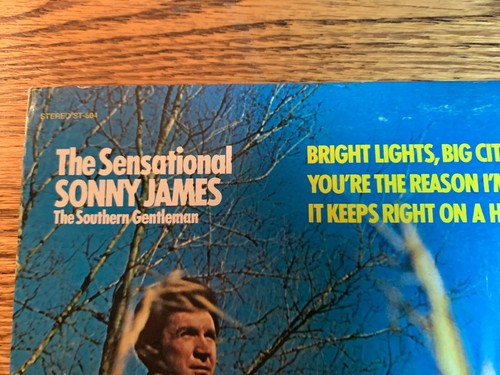 STEREO ST-804
The Sensational
SONNY JAMES
The Southern Gentleman
BRIGHT LIGHTS, BIG CIT
YOU'RE THE REASON I'M
IT KEEPS RIGHT ON A H